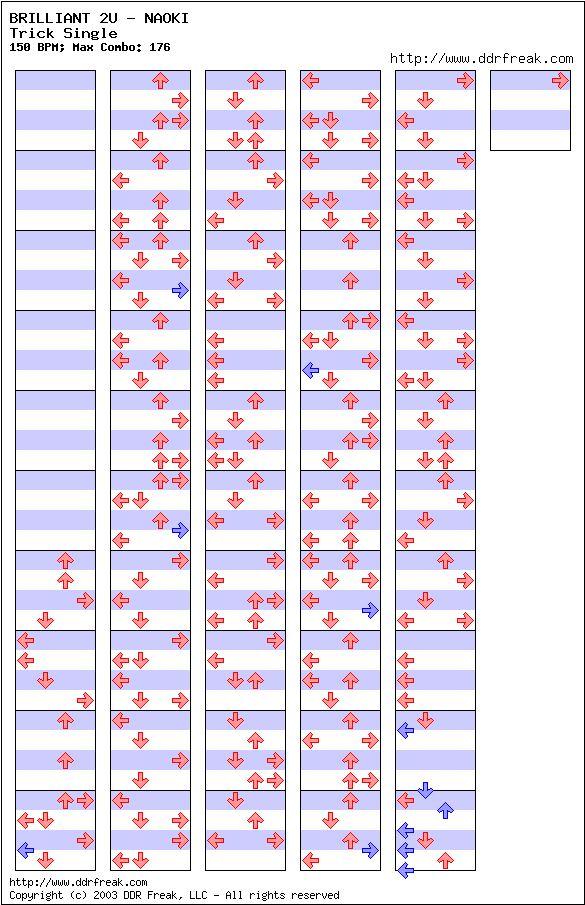 BRILLIANT 2U - NAOKI
Trick Single
150 BPM; Max Combo: 176
http://www.ddrfreak.com/
http://www.ddrfreak.com/
Copyright (c) 2003 DDR Freak, LLC - All rights reserved